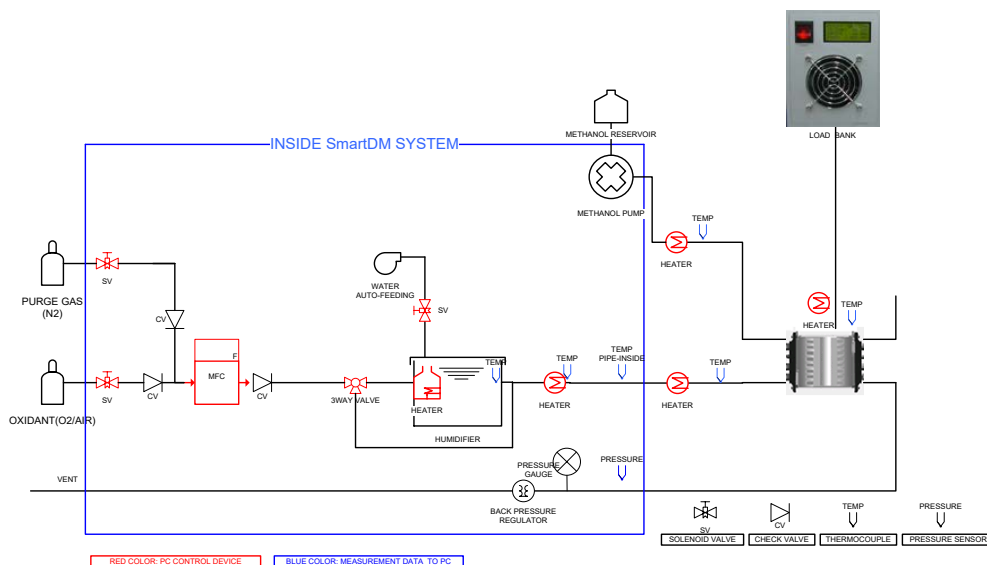 LOAD BANK
METHANOL RESERVOIR
INSIDE SmartDM SYSTEM
METHANOL PUMP
TEMP
HEATER
WATER
AUTO-FEEDING
SV
PURGE GAS
(N2)
SV
CV
TEMP
HEATER
F
MFC
TEMP
TEMP
TEMP
PIPE-INSIDE
TEMP
OXIDANT(O2/AIR)
SV
CV
CV
3WAY VALVE
HEATER
HEATER
HEATER
HUMIDIFIER
VENT
PRESSURE
GAUGE
PRESSURE
BACK PRESSURE
REGULATOR
SV
CV
TEMP
PRESSURE
SOLENOID VALVE
CHECK VALVE
THERMOCOUPLE
PRESSURE SENSOR
RED COLOR: PC CONTROL DEVICE
BLUE COLOR: MEASUREMENT DATA TO PC